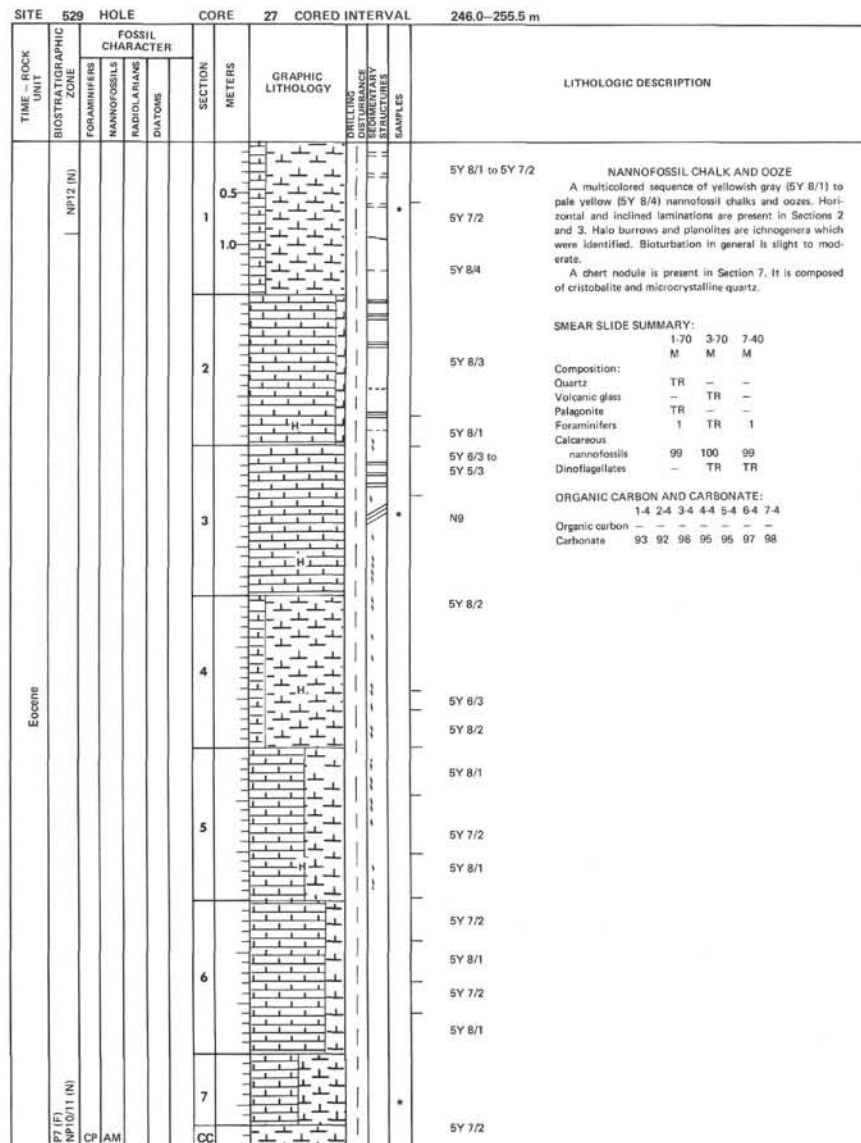 SITE 529 HOLE CORE 27 CORED INTERVAL 246.0–255.5 m
TIME – ROCK UNIT
BIOSTRATIGRAPHIC ZONE
FOSSIL CHARACTER
FORAMINIFERS
NANNOFOSSILS
RADIOLARIANS
DIATOMS
SECTION
METERS
GRAPHIC LITHOLOGY
DRILLING DISTURBANCE
SEDIMENTARY STRUCTURES
SAMPLES
LITHOLOGIC DESCRIPTION
Eocene
NP12 (N)
P7 (F)
NP10/11 (N)
CP AM
1
0.5
1.0
*
2
H
3
H
*
4
H
5
H
6
7
*
CC
5Y 8/1 to 5Y 7/2
5Y 7/2
5Y 8/4
5Y 8/3
5Y 8/1
5Y 6/3 to
5Y 5/3
N9
5Y 8/2
5Y 6/3
5Y 8/2
5Y 8/1
5Y 7/2
5Y 8/1
5Y 7/2
5Y 8/1
5Y 7/2
5Y 8/1
5Y 7/2
NANNOFOSSIL CHALK AND OOZE
A multicolored sequence of yellowish gray (5Y 8/1) to
pale yellow (5Y 8/4) nannofossil chalks and oozes. Hori-
zontal and inclined laminations are present in Sections 2
and 3. Halo burrows and planolites are ichnogenera which
were identified. Bioturbation in general is slight to mod-
erate.
A chert nodule is present in Section 7. It is composed
of cristobalite and microcrystalline quartz.
SMEAR SLIDE SUMMARY:
1-70 3-70 7-40
M M M
Composition:
Quartz TR – –
Volcanic glass – TR –
Palagonite TR – –
Foraminifers 1 TR 1
Calcareous
nannofossils 99 100 99
Dinoflagellates – TR TR
ORGANIC CARBON AND CARBONATE:
1-4 2-4 3-4 4-4 5-4 6-4 7-4
Organic carbon – – – – – – –
Carbonate 93 92 96 95 95 97 98